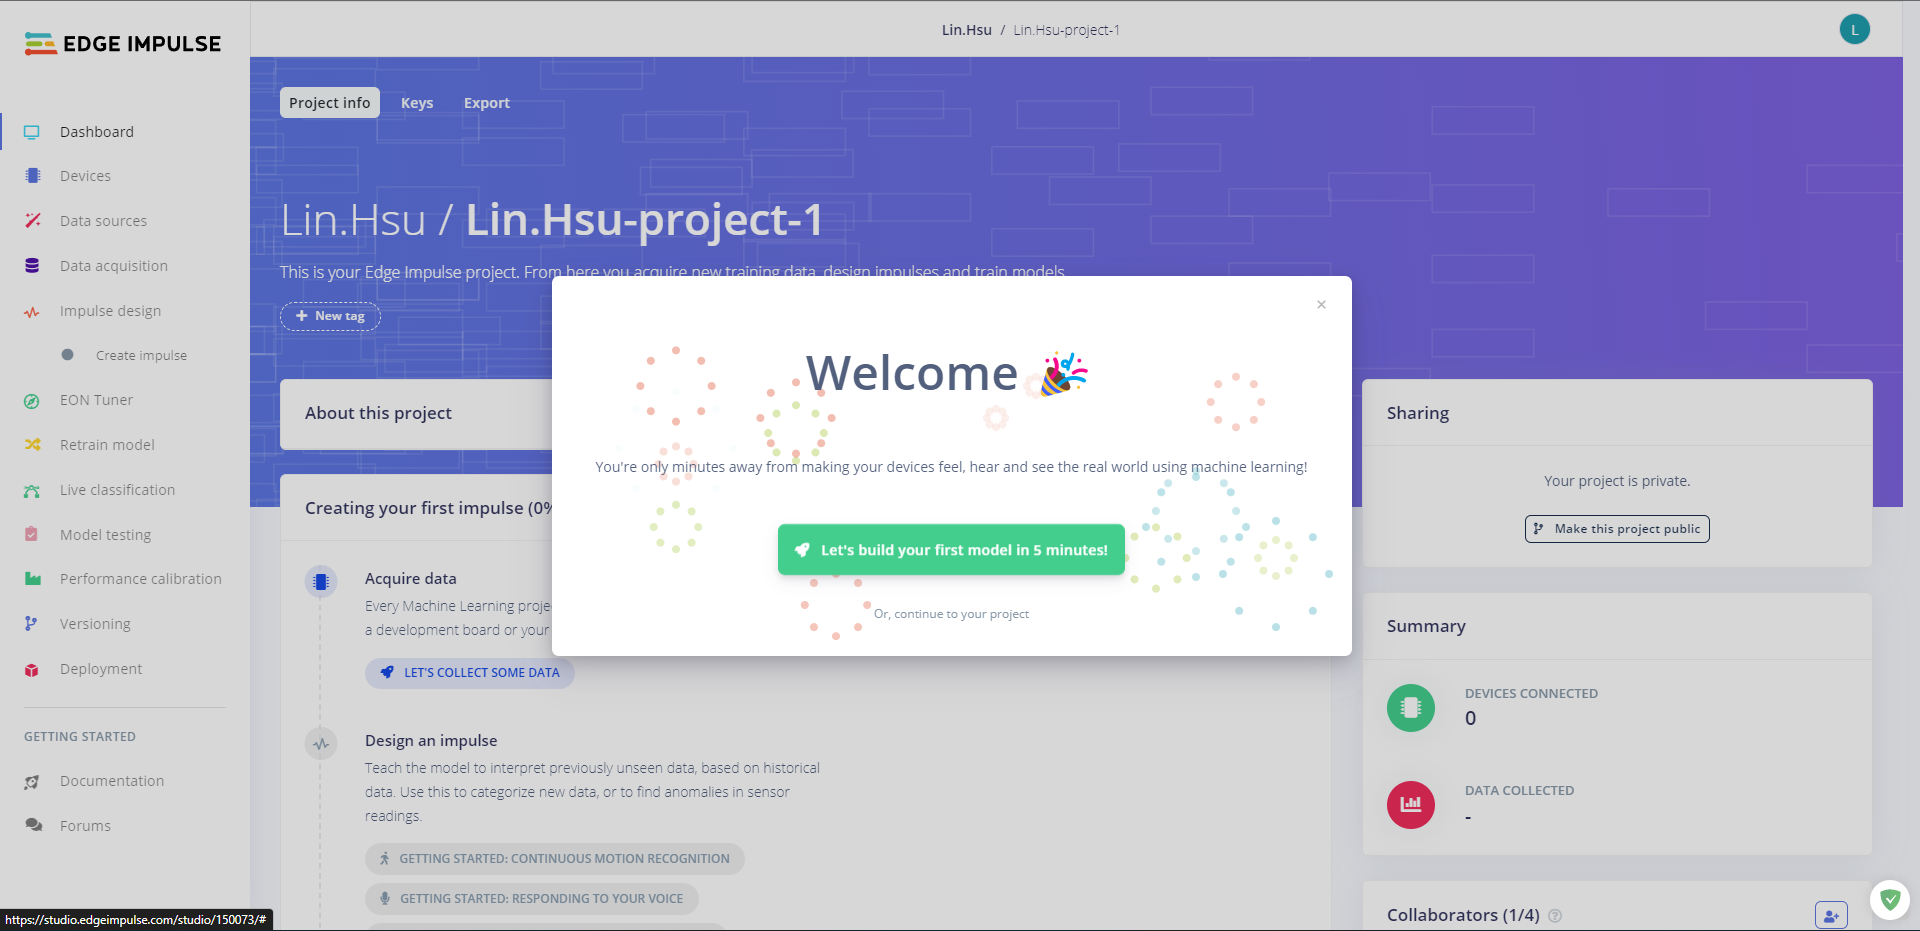 EDGE IMPULSE
Lin.Hsu / Lin.Hsu-project-1
L
Dashboard
Devices
Data sources
Data acquisition
Impulse design
Create impulse
EON Tuner
Retrain model
Live classification
Model testing
Performance calibration
Versioning
Deployment
GETTING STARTED
Documentation
Forums
https://studio.edgeimpulse.com/studio/150073/#
Project info Keys Export
Lin.Hsu / Lin.Hsu-project-1
This is your Edge Impulse project. From here you acquire new training data, design impulses and train models.
+ New tag
About this project
Creating your first impulse (0%
Acquire data
Every Machine Learning proje
a development board or your
LET'S COLLECT SOME DATA
Design an impulse
Teach the model to interpret previously unseen data, based on historical
data. Use this to categorize new data, or to find anomalies in sensor
readings.
GETTING STARTED: CONTINUOUS MOTION RECOGNITION
GETTING STARTED: RESPONDING TO YOUR VOICE
×
Welcome
You're only minutes away from making your devices feel, hear and see the real world using machine learning!
Let's build your first model in 5 minutes!
Or, continue to your project
Sharing
Your project is private.
Make this project public
Summary
DEVICES CONNECTED
0
DATA COLLECTED
-
Collaborators (1/4) ?